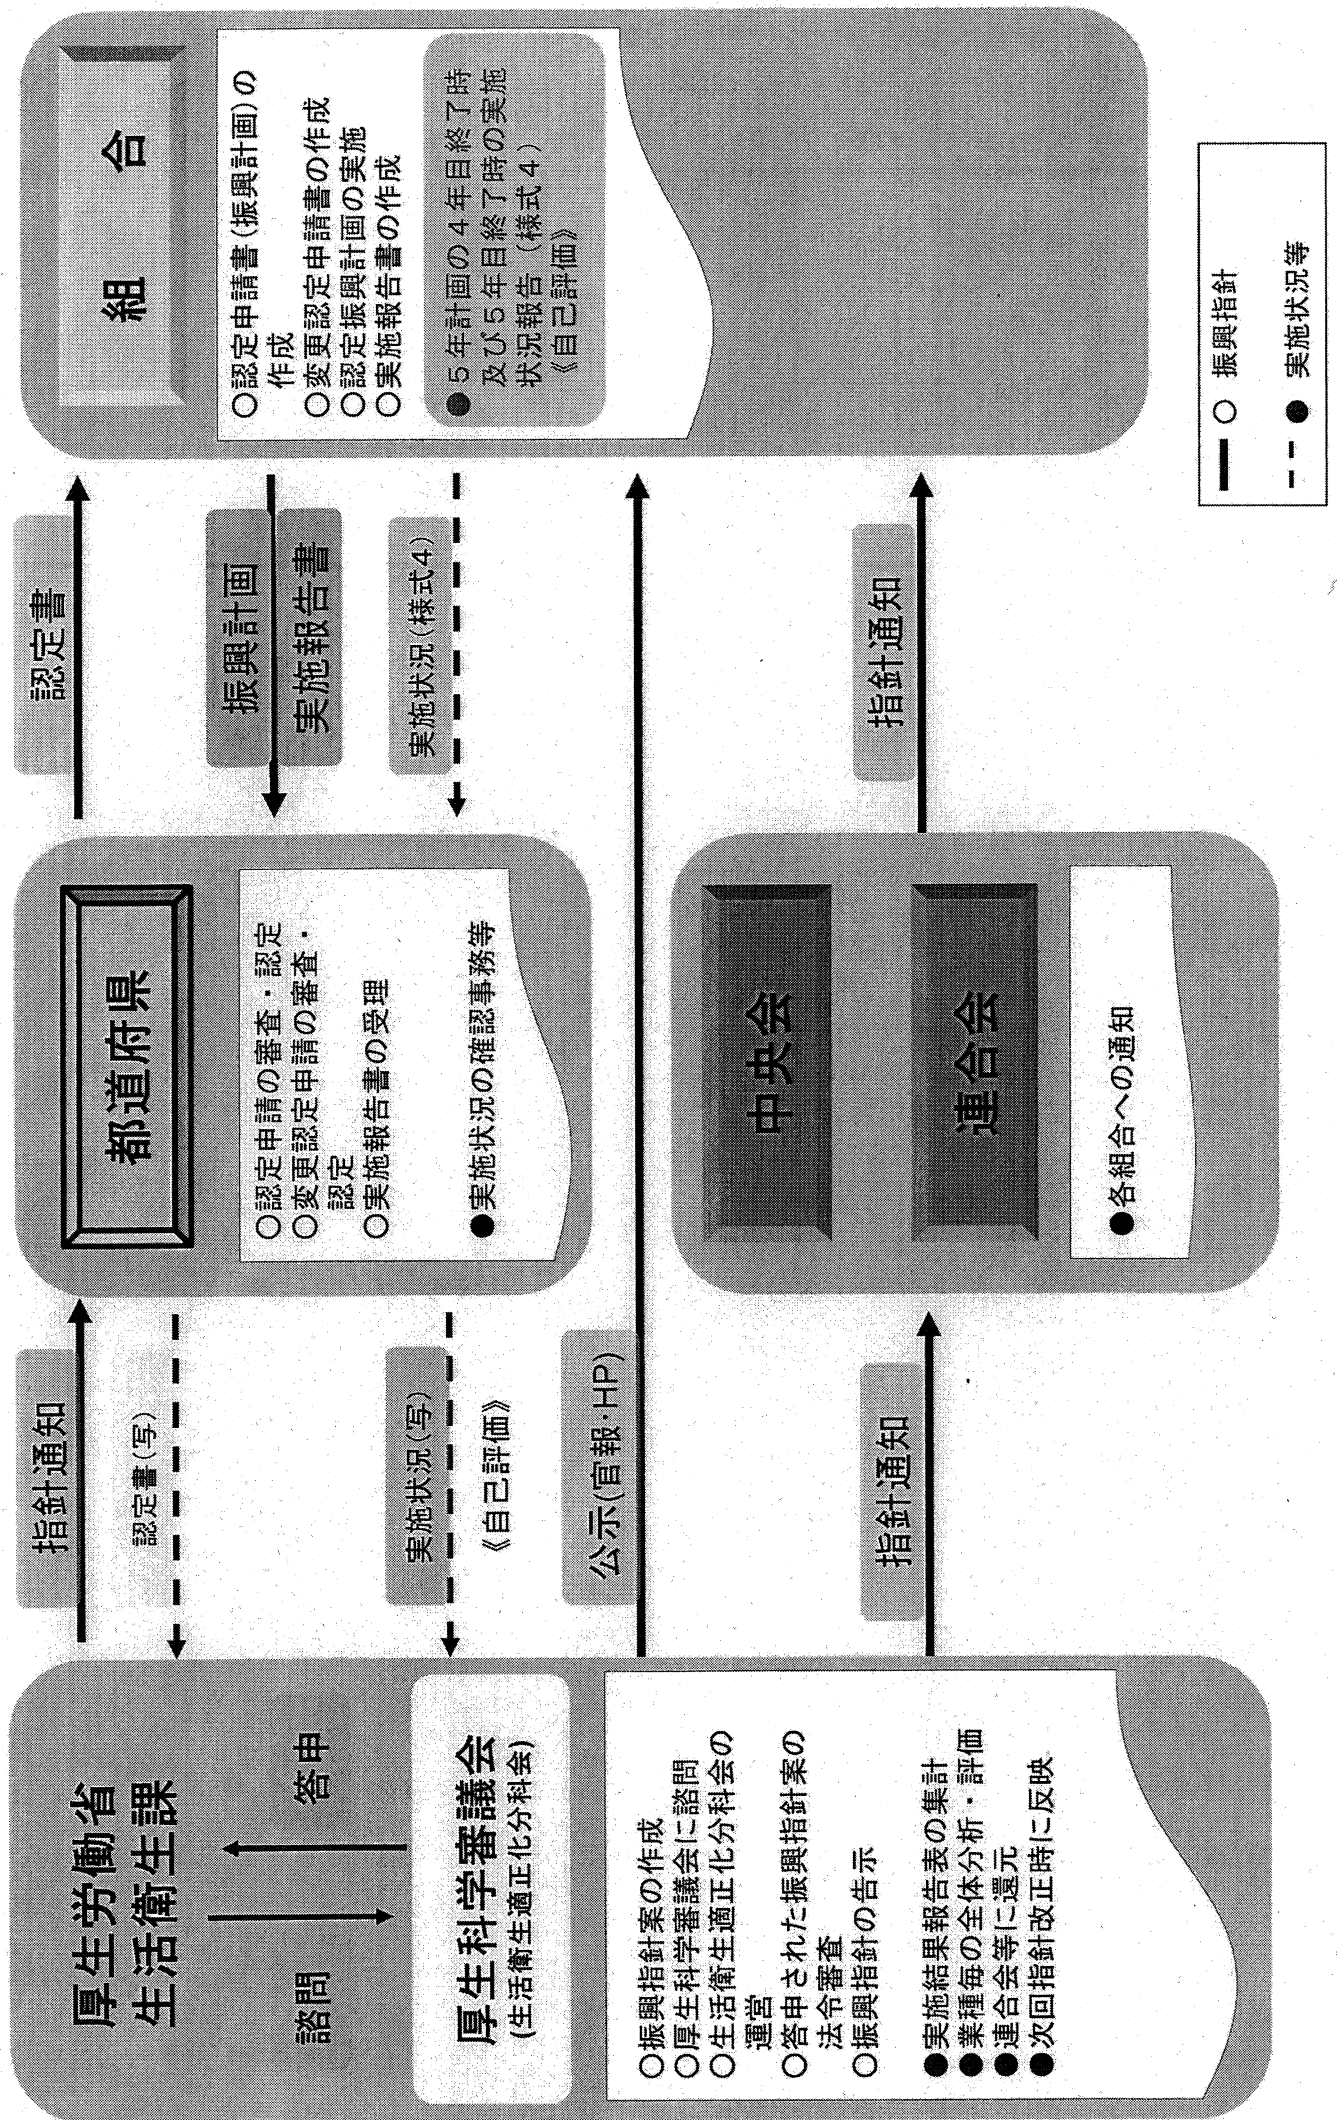 厚生労働省
生活衛生課
諮問
答申
厚生科学審議会
(生活衛生適正化分科会)
○振興指針案の作成
○厚生科学審議会に諮問
○生活衛生適正化分科会の
運営
○答申された振興指針案の
法令審査
○振興指針の告示
●実施結果報告表の集計
●業種毎の全体分析・評価
●連合会等に還元
●次回指針改正時に反映
指針通知
認定書(写)
実施状況(写)
《自己評価》
公示(官報・HP)
指針通知
都道府県
○認定申請の審査・認定
○変更認定申請の審査・
認定
○実施報告書の受理
●実施状況の確認事務等
中央会
連合会
●各組合への通知
認定書
振興計画
実施報告書
実施状況(様式4)
指針通知
組合
○認定申請書(振興計画)の
作成
○変更認定申請書の作成
○認定振興計画の実施
○実施報告書の作成
●5年計画の4年目終了時
及び5年目終了時の実施
状況報告(様式4)
《自己評価》
○ 振興指針
● 実施状況等